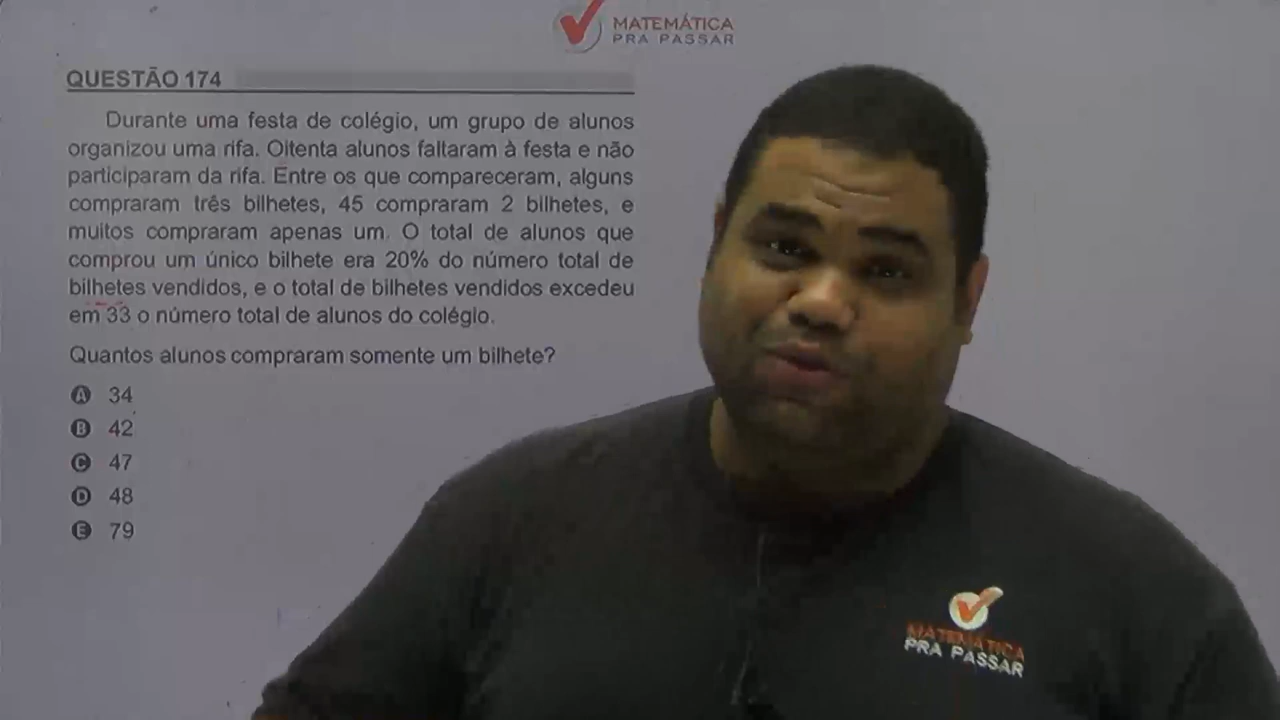 MATEMÁTICA
PRA PASSAR
QUESTÃO 174
Durante uma festa de colégio, um grupo de alunos
organizou uma rifa. Oitenta alunos faltaram à festa e não
participaram da rifa. Entre os que compareceram, alguns
compraram três bilhetes, 45 compraram 2 bilhetes, e
muitos compraram apenas um. O total de alunos que
comprou um único bilhete era 20% do número total de
bilhetes vendidos, e o total de bilhetes vendidos excedeu
em 33 o número total de alunos do colégio.
Quantos alunos compraram somente um bilhete?
A 34
B 42
C 47
D 48
E 79
MATEMÁTICA
PRA PASSAR